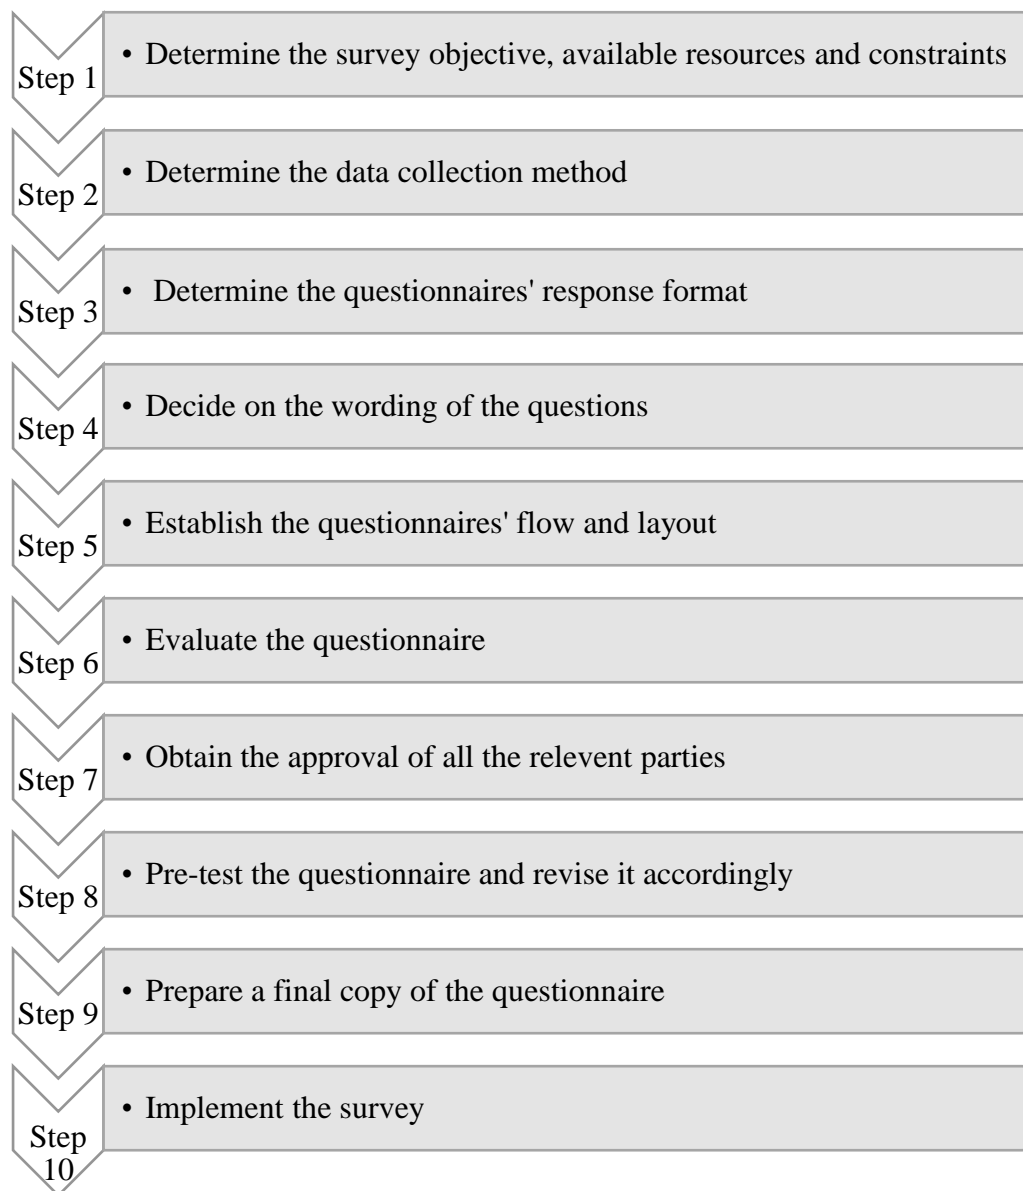 Step 1
• Determine the survey objective, available resources and constraints
Step 2
• Determine the data collection method
Step 3
• Determine the questionnaires' response format
Step 4
• Decide on the wording of the questions
Step 5
• Establish the questionnaires' flow and layout
Step 6
• Evaluate the questionnaire
Step 7
• Obtain the approval of all the relevent parties
Step 8
• Pre-test the questionnaire and revise it accordingly
Step 9
• Prepare a final copy of the questionnaire
Step
10
• Implement the survey